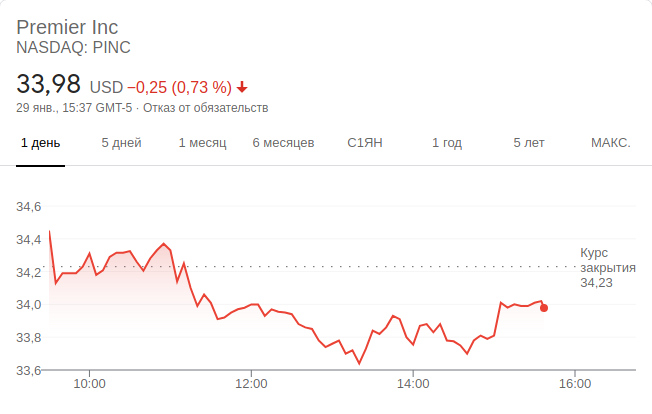 Premier Inc
NASDAQ: PINC
33,98 USD −0,25 (0,73 %)
29 янв., 15:37 GMT-5 · Отказ от обязательств
1 день 5 дней 1 месяц 6 месяцев С1ЯН 1 год 5 лет МАКС.
34,6
34,4
34,2
34,0
33,8
33,6
Курс
закрытия
34,23
10:00 12:00 14:00 16:00